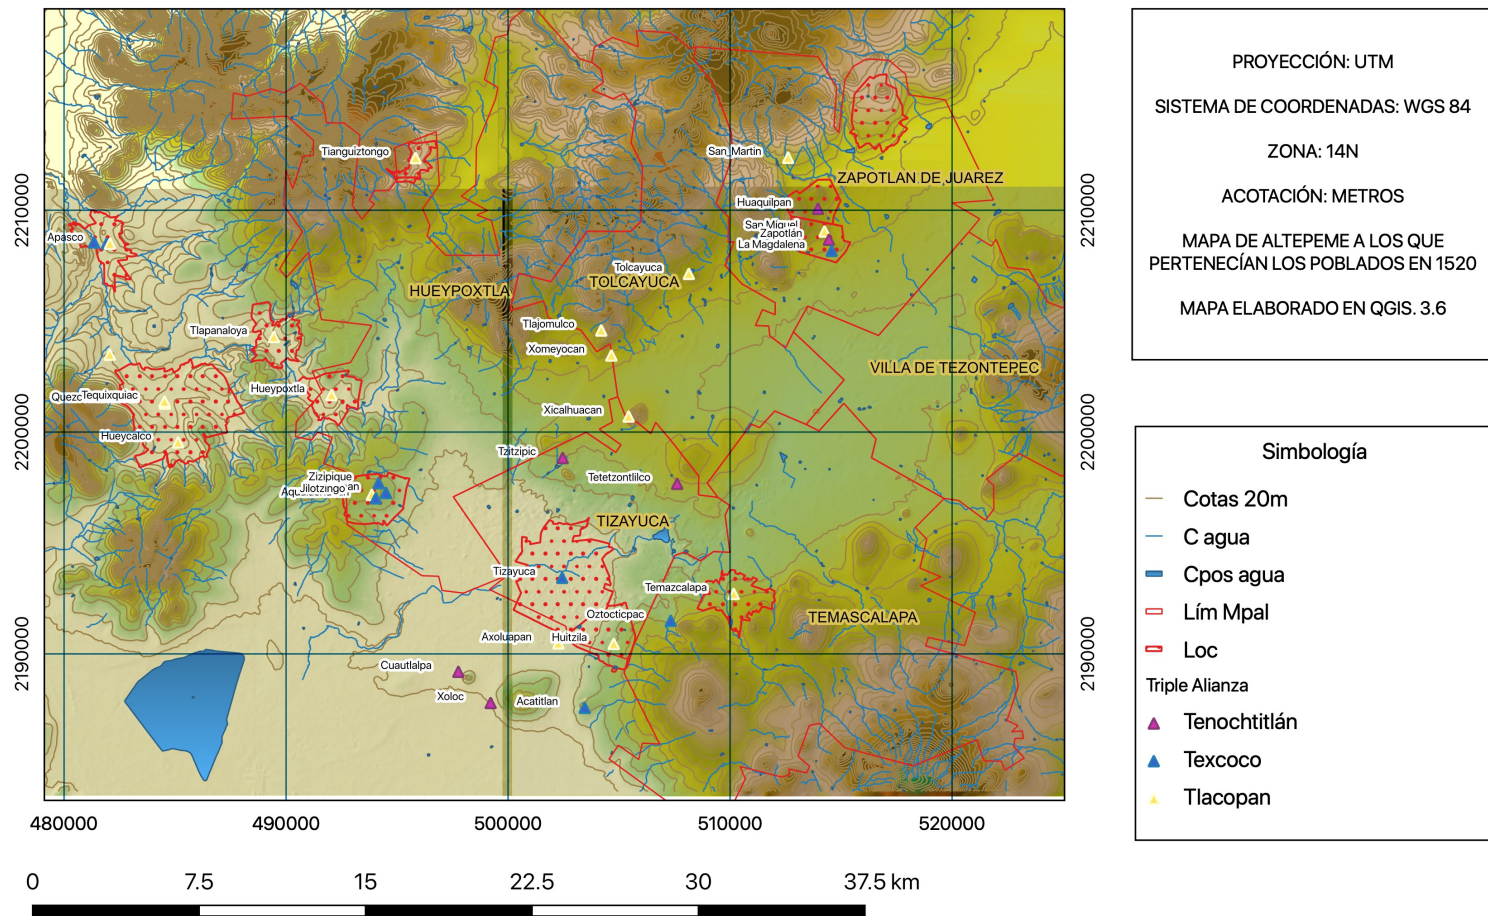 Tianguiztongo
San_Martín
ZAPOTLAN DE JUAREZ
Huaquilpan
San Miguel
Zapotlán
La Magdalena
Apasco
Tolcayuca
TOLCAYUCA
HUEYPOXTLA
Tlapanaloya
Tlajomulco
Xomeyocan
VILLA DE TEZONTEPEC
Hueypoxtla
Tequixquiac
Xicalhuacan
Hueycalco
Tzitzipic
Tetetzontlilco
Zizipique
Jilotzingo
TIZAYUCA
Tizayuca
Temazcalapa
Oztocticpac
TEMASCALAPA
Axoluapan
Huitzila
Cuautlalpa
Xoloc
Acatitlan
2210000
2200000
2190000
2210000
2200000
2190000
480000
490000
500000
510000
520000
0
7.5
15
22.5
30
37.5 km
PROYECCIÓN: UTM
SISTEMA DE COORDENADAS: WGS 84
ZONA: 14N
ACOTACIÓN: METROS
MAPA DE ALTEPEME A LOS QUE
PERTENECÍAN LOS POBLADOS EN 1520
MAPA ELABORADO EN QGIS. 3.6
Simbología
Cotas 20m
C agua
Cpos agua
Lím Mpal
Loc
Triple Alianza
Tenochtitlán
Texcoco
Tlacopan